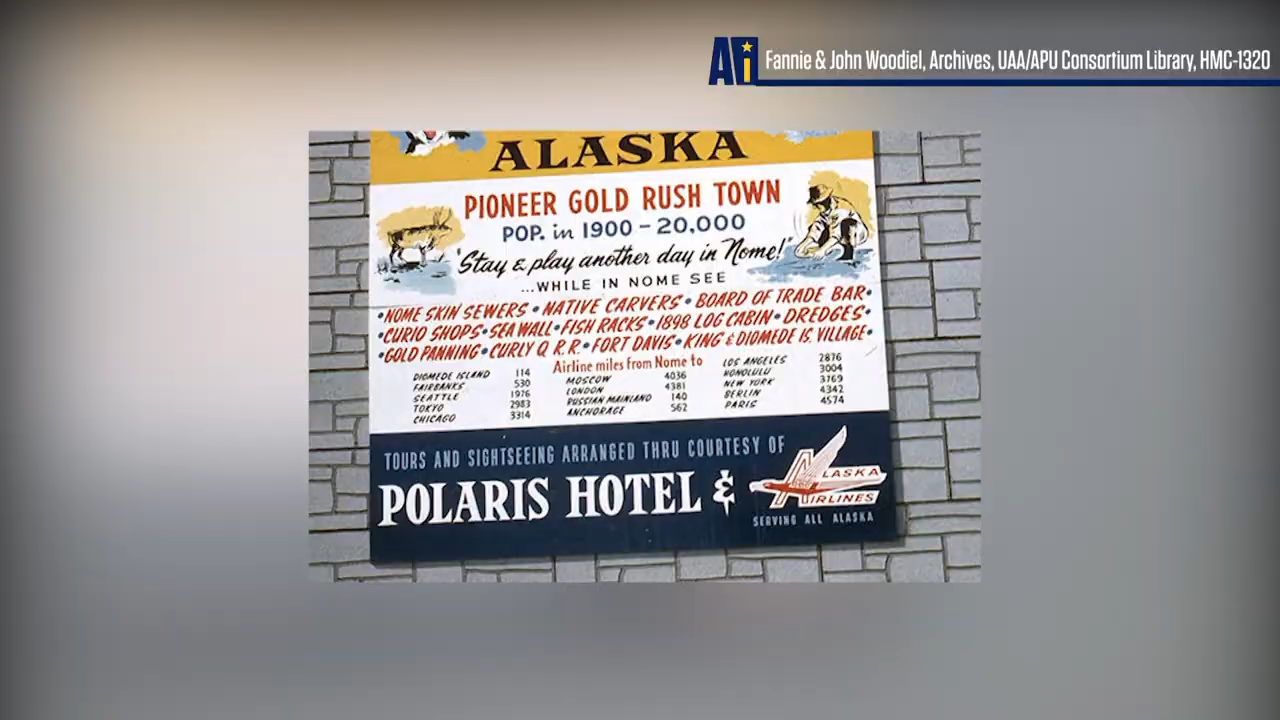 Fannie & John Woodiel, Archives, UAA/APU Consortium Library, HMC-1320
ALASKA
PIONEER GOLD RUSH TOWN
POP. in 1900 - 20,000
"Stay & play another day in Nome!"
...WHILE IN NOME SEE
•NOME SKIN SEWERS • NATIVE CARVERS • BOARD OF TRADE BAR•
•CURIO SHOPS•SEA WALL•FISH RACKS•1898 LOG CABIN• DREDGES•
•GOLD PANNING•CURLY Q R.R.•FORT DAVIS•KING & DIOMEDE IS. VILLAGE•
Airline miles from Nome to
DIOMEDE ISLAND 114
FAIRBANKS 530
SEATTLE 1976
TOKYO 2983
CHICAGO 3314
MOSCOW 4036
LONDON 4381
RUSSIAN MAINLAND 140
ANCHORAGE 562
LOS ANGELES 2876
HONOLULU 3004
NEW YORK 3769
BERLIN 4342
PARIS 4574
TOURS AND SIGHTSEEING ARRANGED THRU COURTESY OF
POLARIS HOTEL &
ALASKA
AIRLINES
SERVING ALL ALASKA